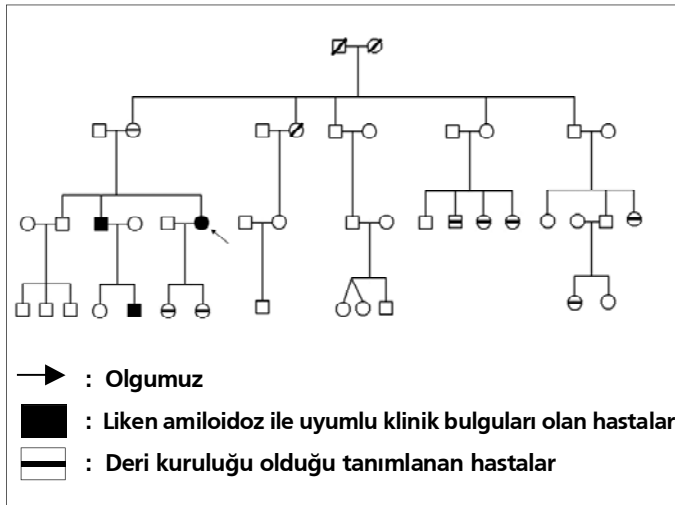 : Olgumuz
: Liken amiloidoz ile uyumlu klinik bulguları olan hastalar
: Deri kuruluğu olduğu tanımlanan hastalar